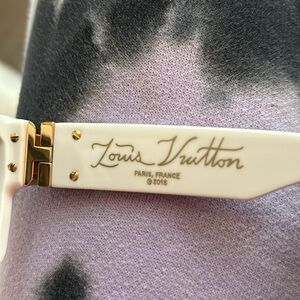 Louis Vuitton
PARIS, FRANCE
© 2018